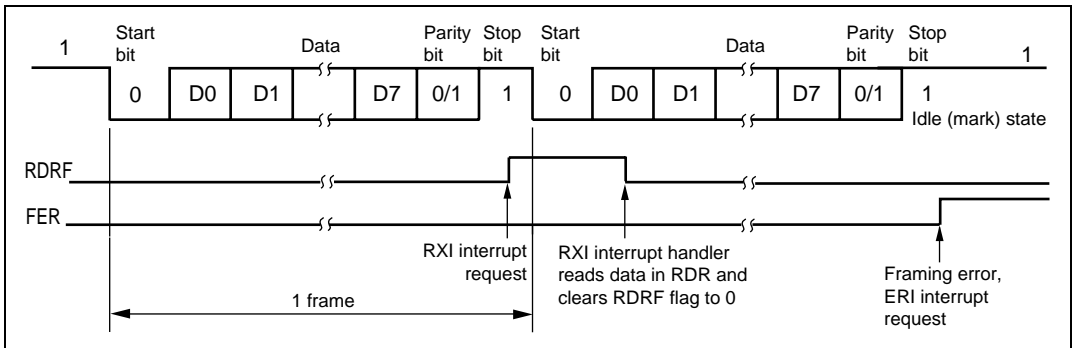 1
Start
bit
Data
Parity
bit
Stop
bit
Start
bit
Data
Parity
bit
Stop
bit
1
0
D0
D1
D7
0/1
1
0
D0
D1
D7
0/1
1
Idle (mark) state
RDRF
FER
RXI interrupt
request
RXI interrupt handler
reads data in RDR and
clears RDRF flag to 0
Framing error,
ERI interrupt
request
1 frame